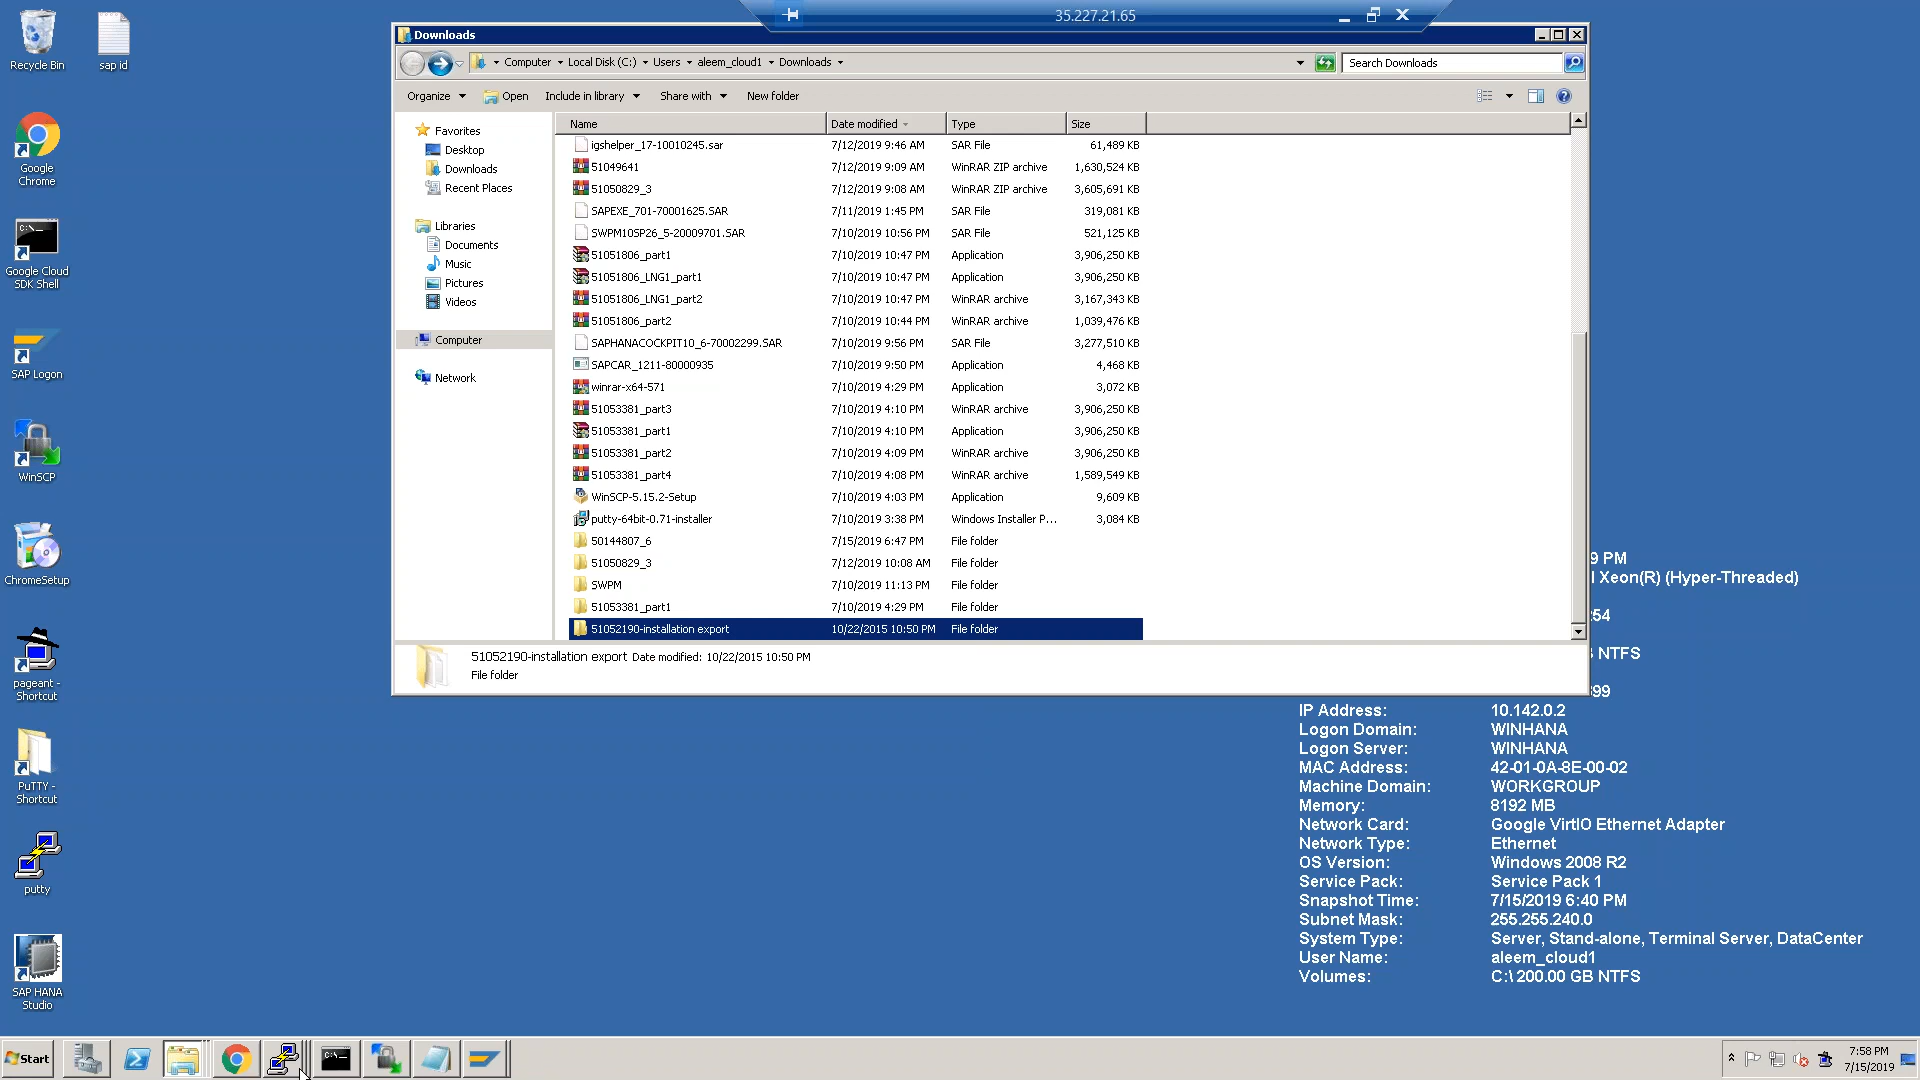 35.227.21.65
Recycle Bin
sap id
Google Chrome
Google Cloud SDK Shell
SAP Logon
WinSCP
ChromeSetup
pageant - Shortcut
PuTTY - Shortcut
putty
SAP HANA Studio
Downloads
Computer Local Disk (C:) Users aleem_cloud1 Downloads
Search Downloads
Organize Open Include in library Share with New folder
Favorites
Desktop
Downloads
Recent Places
Libraries
Documents
Music
Pictures
Videos
Computer
Network
Name Date modified Type Size
igshelper_17-10010245.sar 7/12/2019 9:46 AM SAR File 61,489 KB
51049641 7/12/2019 9:09 AM WinRAR ZIP archive 1,630,524 KB
51050829_3 7/12/2019 9:08 AM WinRAR ZIP archive 3,605,691 KB
SAPEXE_701-70001625.SAR 7/11/2019 1:45 PM SAR File 319,081 KB
SWPM10SP26_5-20009701.SAR 7/10/2019 10:56 PM SAR File 521,125 KB
51051806_part1 7/10/2019 10:47 PM Application 3,906,250 KB
51051806_LNG1_part1 7/10/2019 10:47 PM Application 3,906,250 KB
51051806_LNG1_part2 7/10/2019 10:47 PM WinRAR archive 3,167,343 KB
51051806_part2 7/10/2019 10:44 PM WinRAR archive 1,039,476 KB
SAPHANACOCKPIT10_6-70002299.SAR 7/10/2019 9:56 PM SAR File 3,277,510 KB
SAPCAR_1211-80000935 7/10/2019 9:50 PM Application 4,468 KB
winrar-x64-571 7/10/2019 4:29 PM Application 3,072 KB
51053381_part3 7/10/2019 4:10 PM WinRAR archive 3,906,250 KB
51053381_part1 7/10/2019 4:10 PM Application 3,906,250 KB
51053381_part2 7/10/2019 4:09 PM WinRAR archive 3,906,250 KB
51053381_part4 7/10/2019 4:08 PM WinRAR archive 1,589,549 KB
WinSCP-5.15.2-Setup 7/10/2019 4:03 PM Application 9,609 KB
putty-64bit-0.71-installer 7/10/2019 3:38 PM Windows Installer P... 3,084 KB
50144807_6 7/15/2019 6:47 PM File folder
51050829_3 7/12/2019 10:08 AM File folder
SWPM 7/10/2019 11:13 PM File folder
51053381_part1 7/10/2019 4:29 PM File folder
51052190-installation export 10/22/2015 10:50 PM File folder
51052190-installation export Date modified: 10/22/2015 10:50 PM
File folder
9 PM
l Xeon(R) (Hyper-Threaded)
54
NTFS
99
IP Address: 10.142.0.2
Logon Domain: WINHANA
Logon Server: WINHANA
MAC Address: 42-01-0A-8E-00-02
Machine Domain: WORKGROUP
Memory: 8192 MB
Network Card: Google VirtIO Ethernet Adapter
Network Type: Ethernet
OS Version: Windows 2008 R2
Service Pack: Service Pack 1
Snapshot Time: 7/15/2019 6:40 PM
Subnet Mask: 255.255.240.0
System Type: Server, Stand-alone, Terminal Server, DataCenter
User Name: aleem_cloud1
Volumes: C:\ 200.00 GB NTFS
Start
7:58 PM
7/15/2019